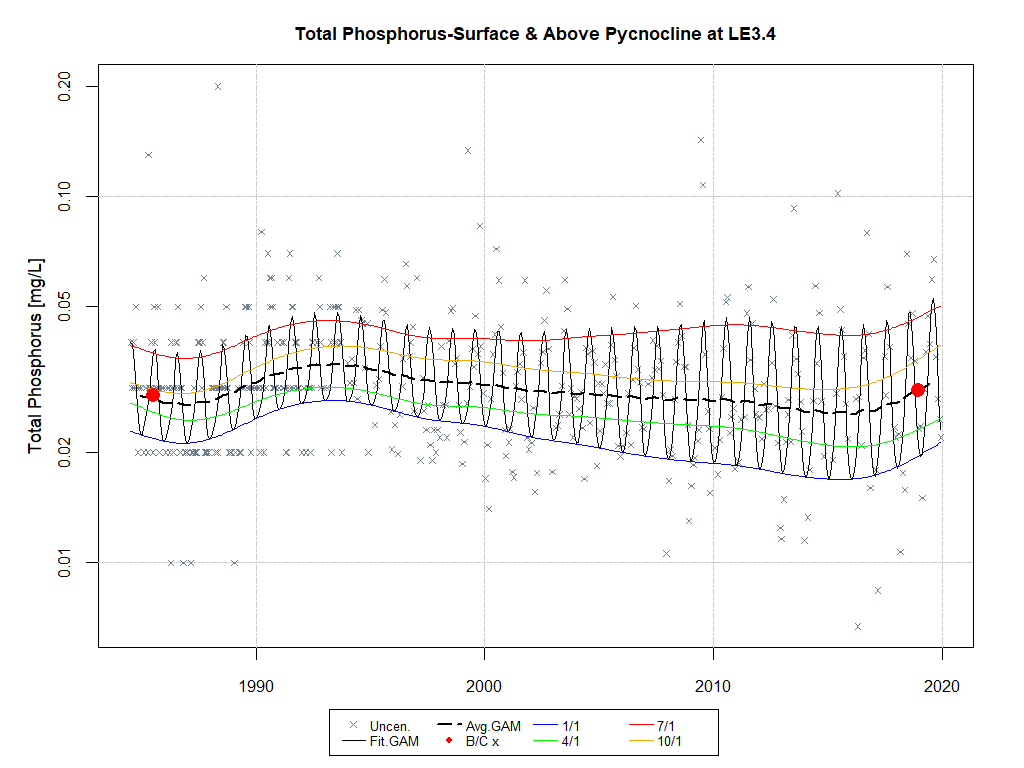 Total Phosphorus-Surface & Above Pycnocline at LE3.4
Total Phosphorus [mg/L]
0.20
0.10
0.05
0.02
0.01
1990 2000 2010 2020
Uncen. Avg.GAM 1/1 7/1
Fit.GAM B/C x 4/1 10/1